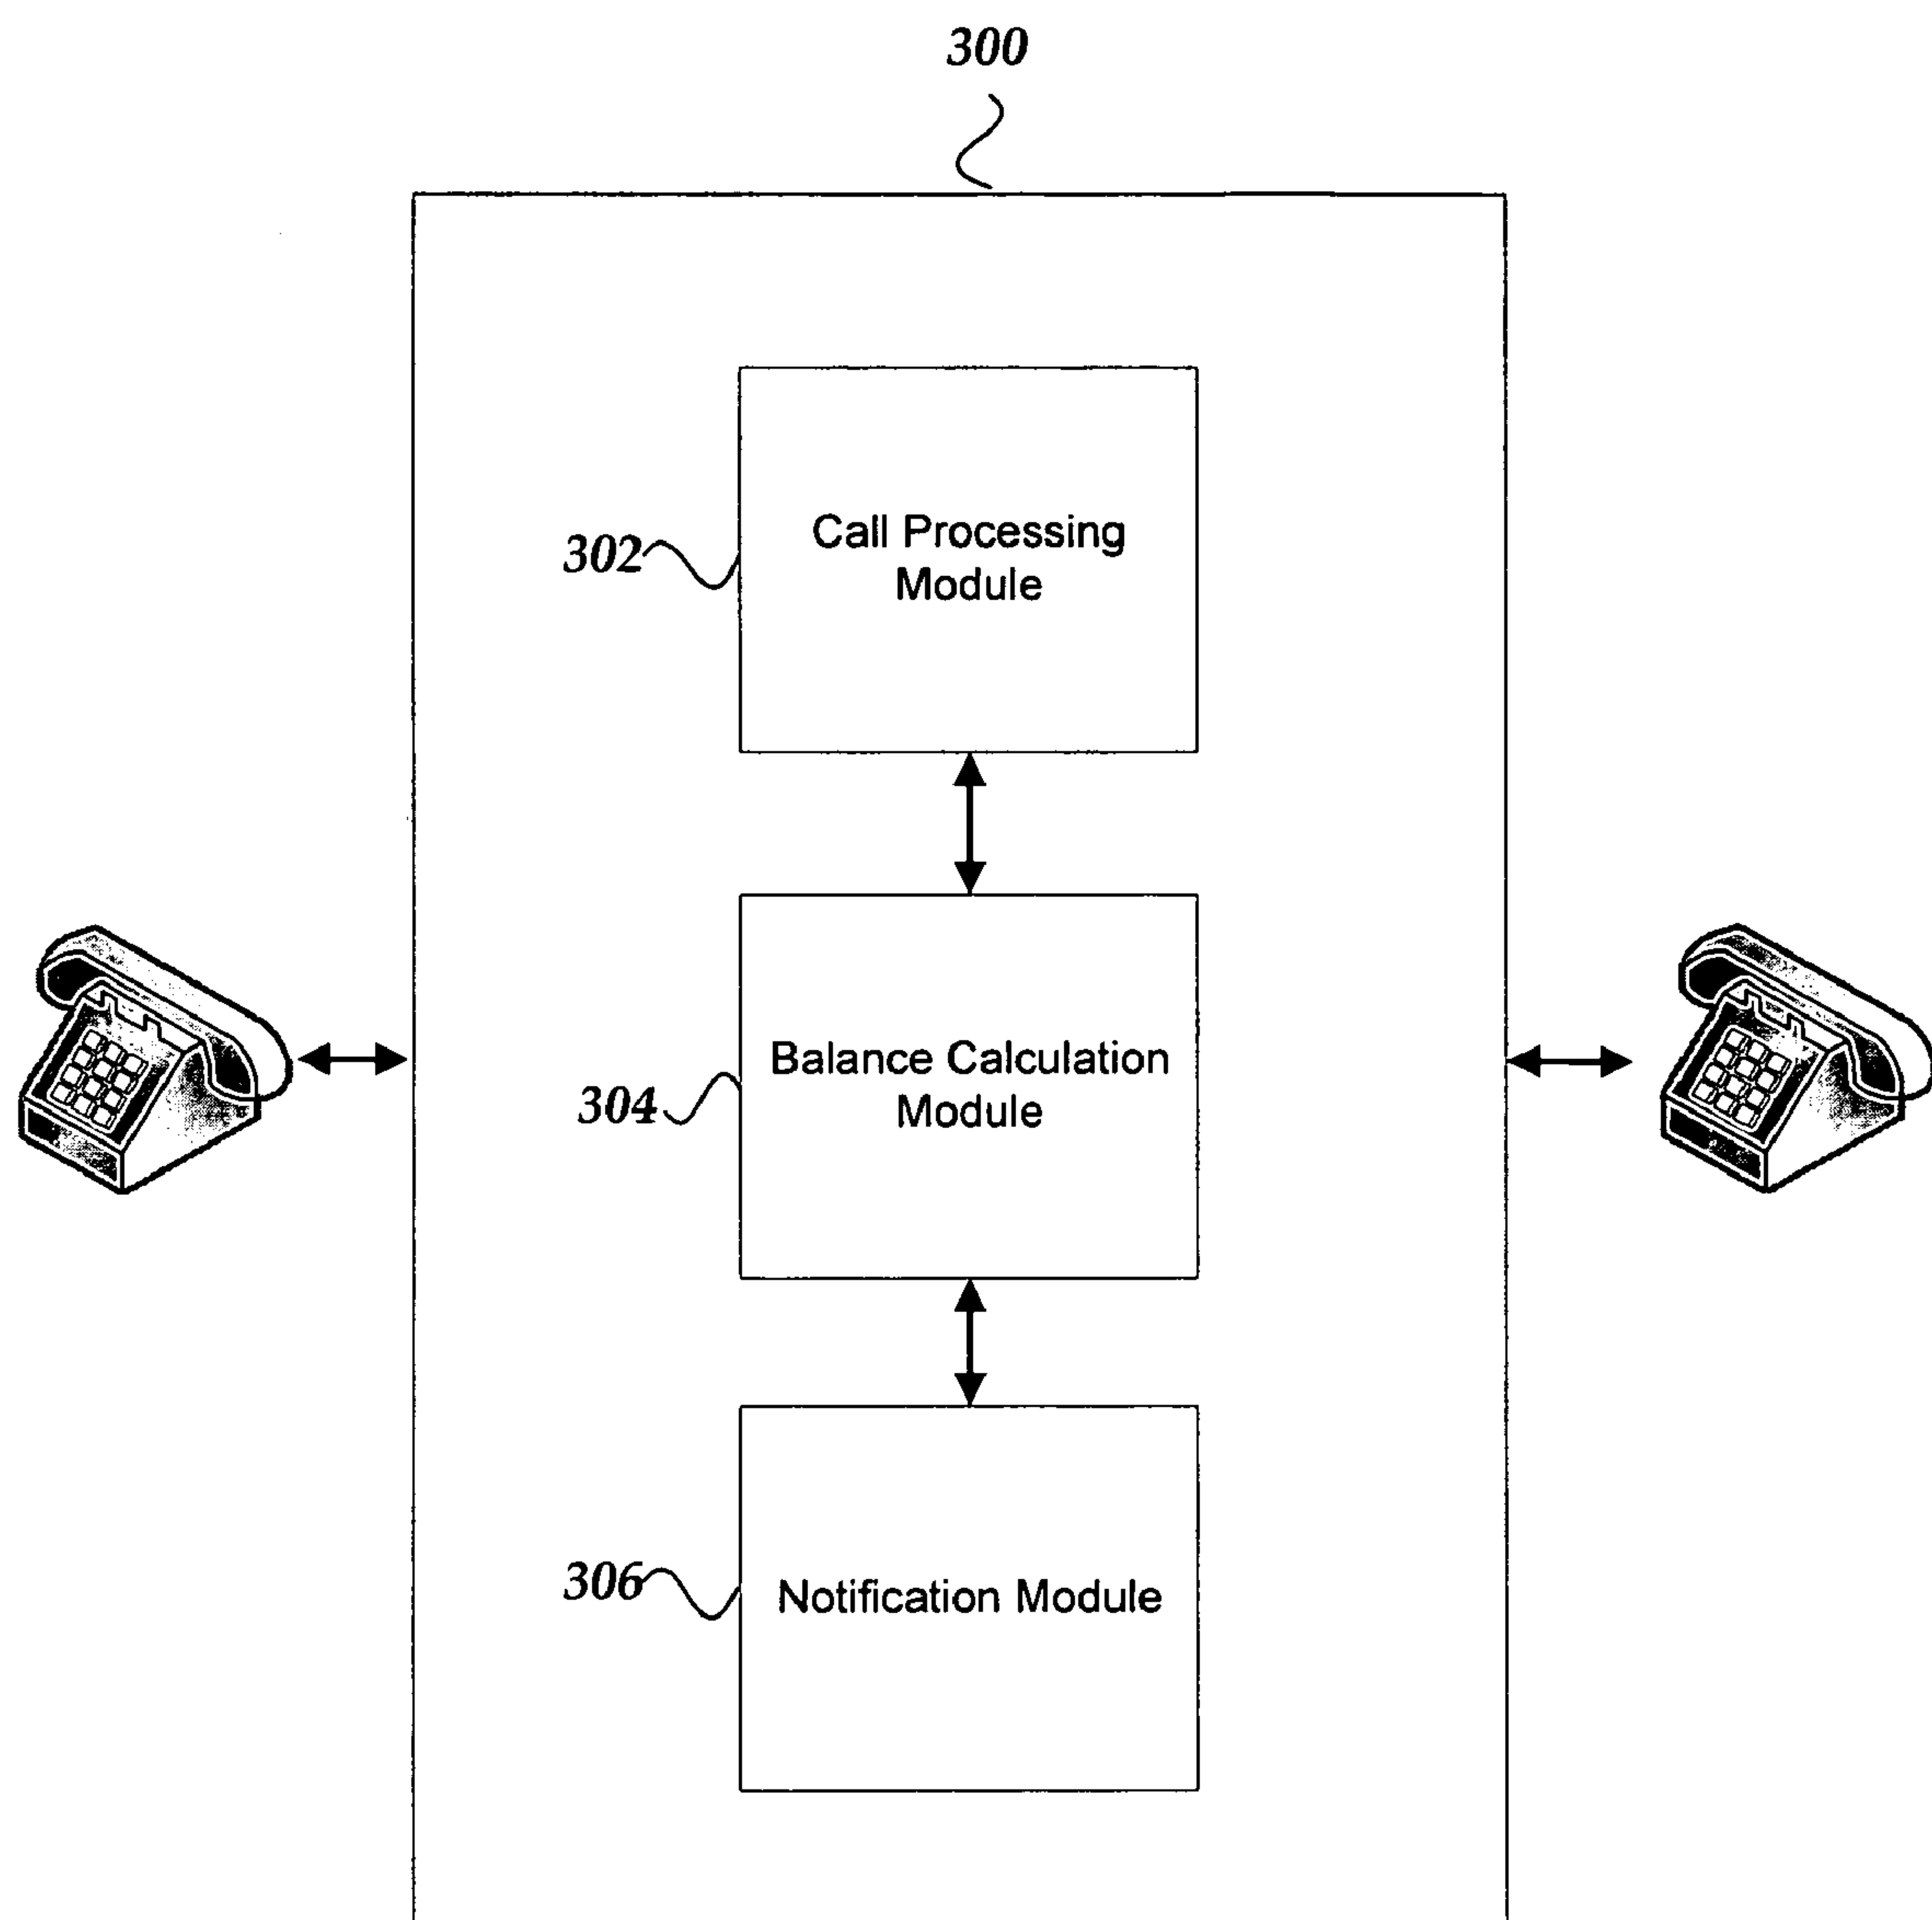 300
302
Call Processing
Module
304
Balance Calculation
Module
306
Notification Module